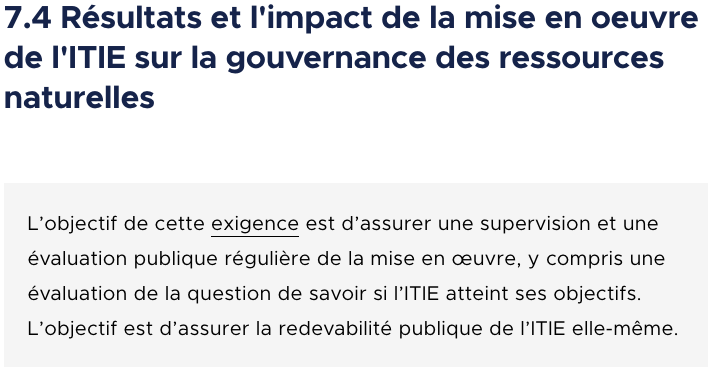 7.4 Résultats et l'impact de la mise en oeuvre
de l'ITIE sur la gouvernance des ressources
naturelles
L’objectif de cette exigence est d’assurer une supervision et une
évaluation publique régulière de la mise en œuvre, y compris une
évaluation de la question de savoir si l’ITIE atteint ses objectifs.
L’objectif est d’assurer la redevabilité publique de l’ITIE elle-même.